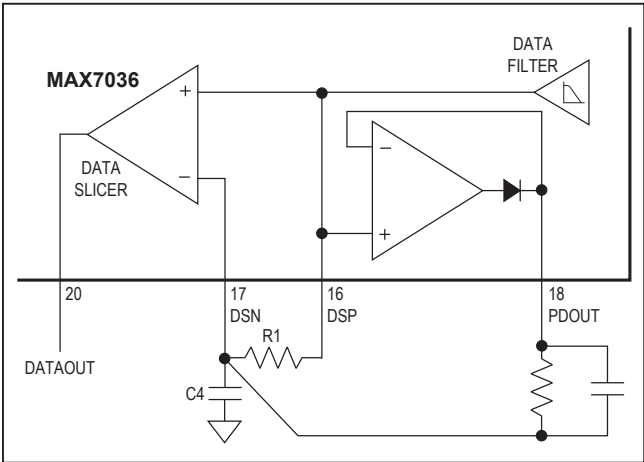 DATA
FILTER
MAX7036
+
−
DATA
SLICER
−
+
20
17
DSN
16
DSP
18
PDOUT
R1
DATAOUT
C4